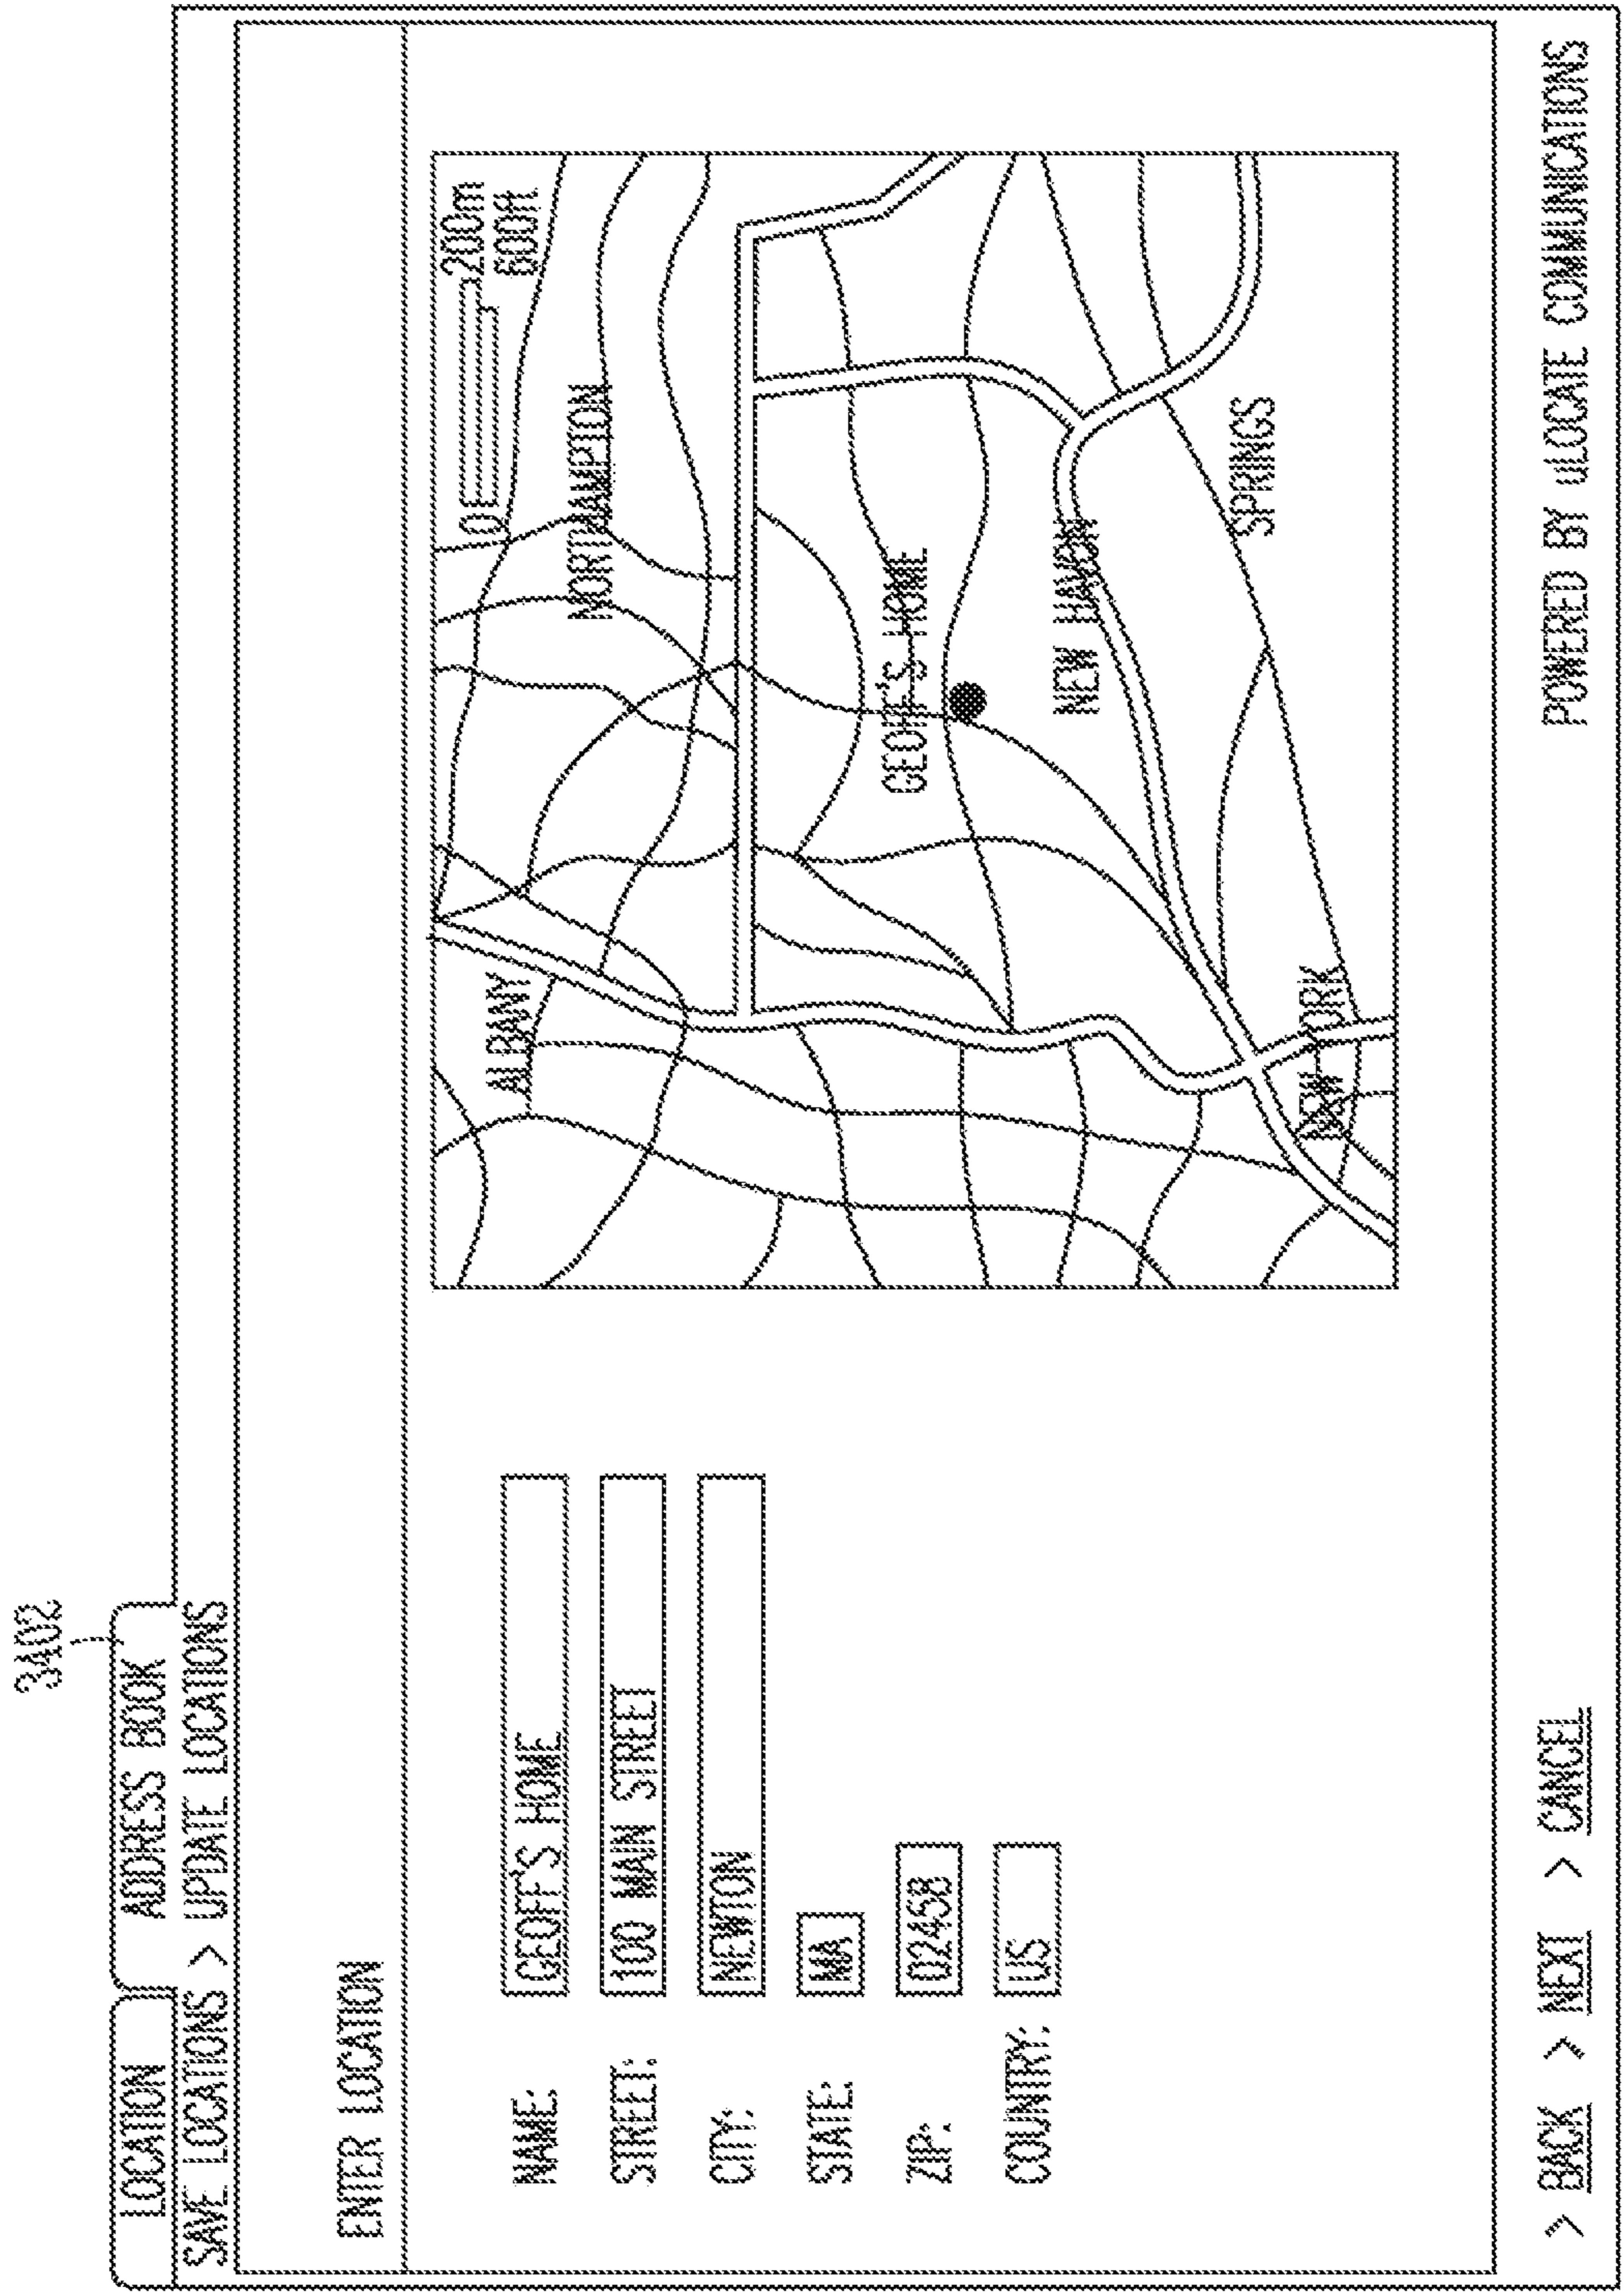 3A02
LOCATION
ADDRESS BOOK
SAVE LOCATIONS > UPDATE LOCATIONS
ENTER LOCATION
NAME: GEOFF'S HOME
STREET: 100 MAIN STREET
CITY: NEWTON
STATE: MA
ZIP: 02458
COUNTRY: US
0 200m
600ft
ALBANY
NORTHAMPTON
GEOFF'S HOME
NEW HAVON
SPRINGS
NEW YORK
> BACK > NEXT > CANCEL
POWERED BY uLOCATE COMMUNICATIONS